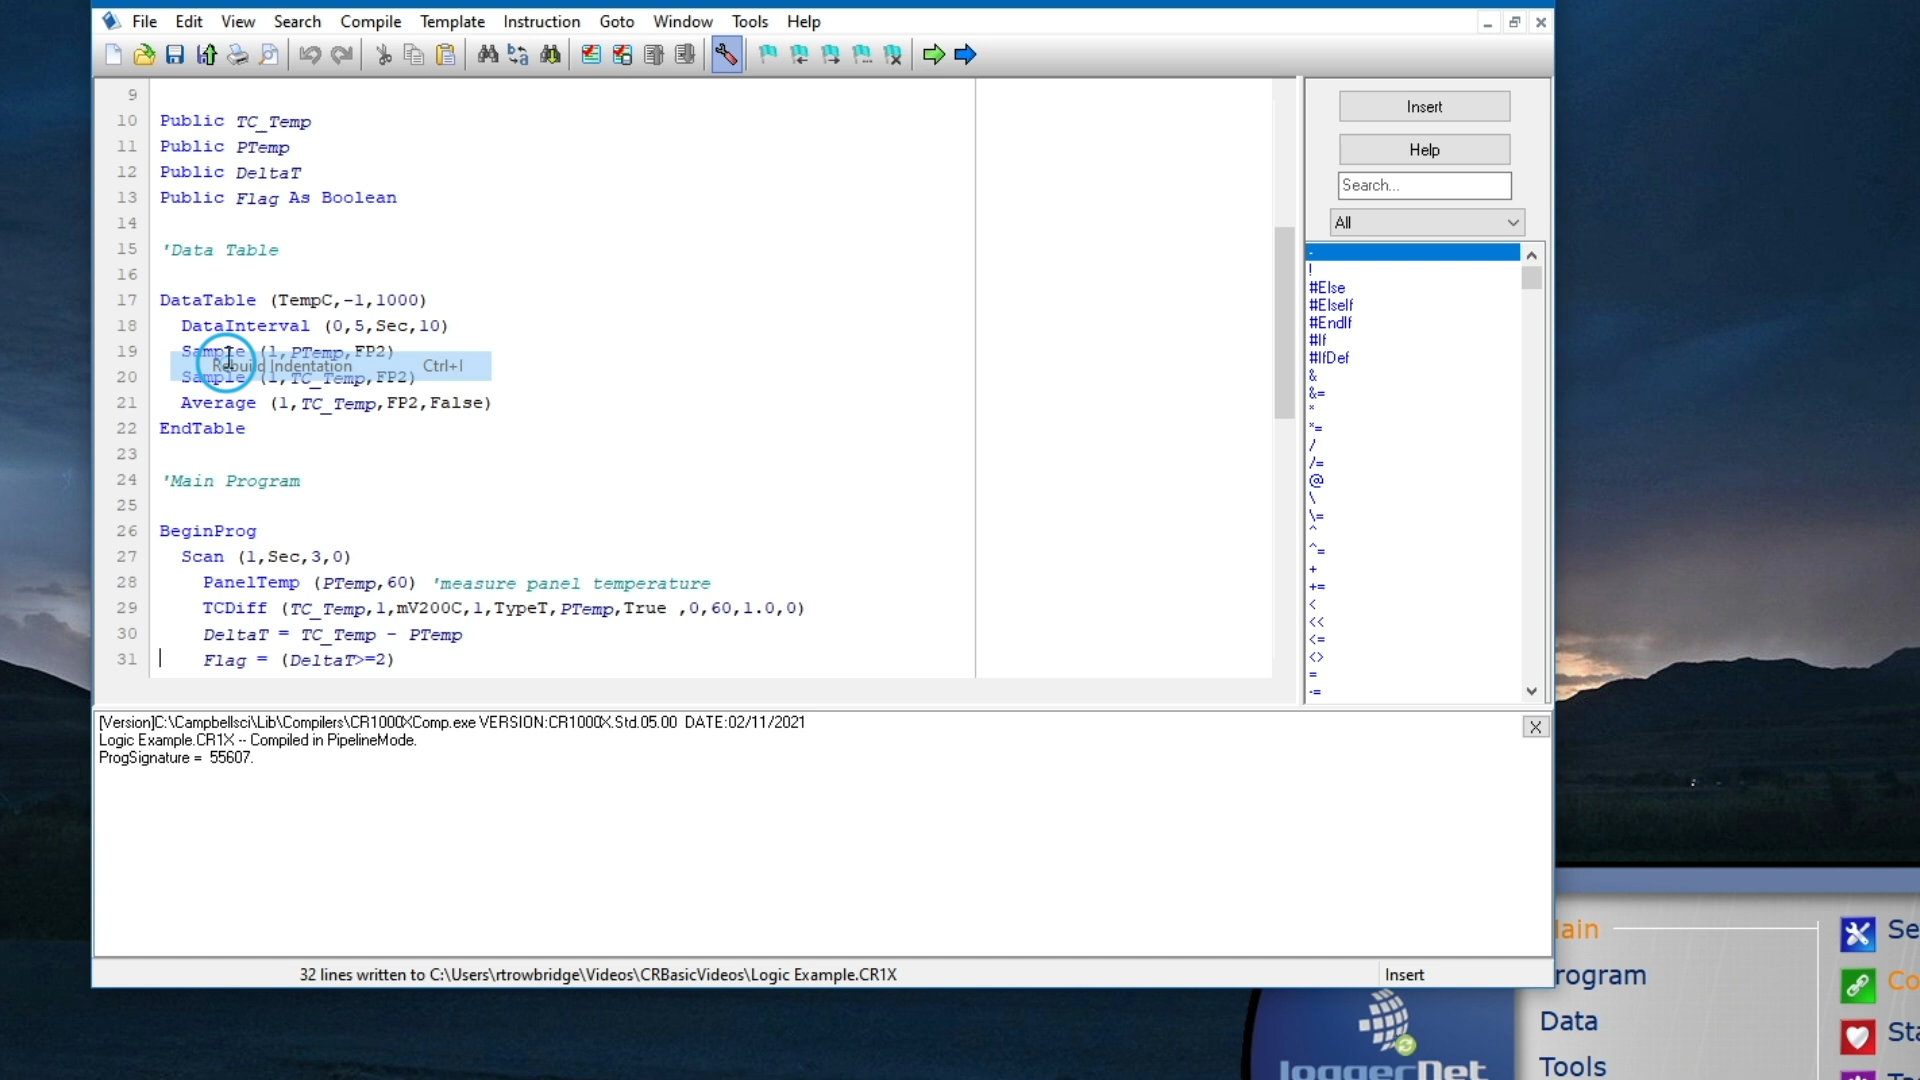 File Edit View Search Compile Template Instruction Goto Window Tools Help
9
10 Public TC_Temp
11 Public PTemp
12 Public DeltaT
13 Public Flag As Boolean
14
15 'Data Table
16
17 DataTable (TempC,-1,1000)
18 DataInterval (0,5,Sec,10)
19 Sample (1,PTemp,FP2)
Rebuild Indentation Ctrl+I
20 Sample (1,TC_Temp,FP2)
21 Average (1,TC_Temp,FP2,False)
22 EndTable
23
24 'Main Program
25
26 BeginProg
27 Scan (1,Sec,3,0)
28 PanelTemp (PTemp,60) 'measure panel temperature
29 TCDiff (TC_Temp,1,mV200C,1,TypeT,PTemp,True ,0,60,1.0,0)
30 DeltaT = TC_Temp - PTemp
31 Flag = (DeltaT>=2)
Insert
Help
Search...
All
-
!
#Else
#ElseIf
#EndIf
#If
#IfDef
&
&=
*
*=
/
/=
@
\
\=
^
^=
+
+=
<
<<
<=
<>
=
-=
[Version]C:\Campbellsci\Lib\Compilers\CR1000XComp.exe VERSION:CR1000X.Std.05.00 DATE:02/11/2021
Logic Example.CR1X -- Compiled in PipelineMode.
ProgSignature = 55607.
X
32 lines written to C:\Users\rtrowbridge\Videos\CRBasicVideos\Logic Example.CR1X
Insert
ain
rogram
Data
Tools
Se
Co
Sta
loggerNet